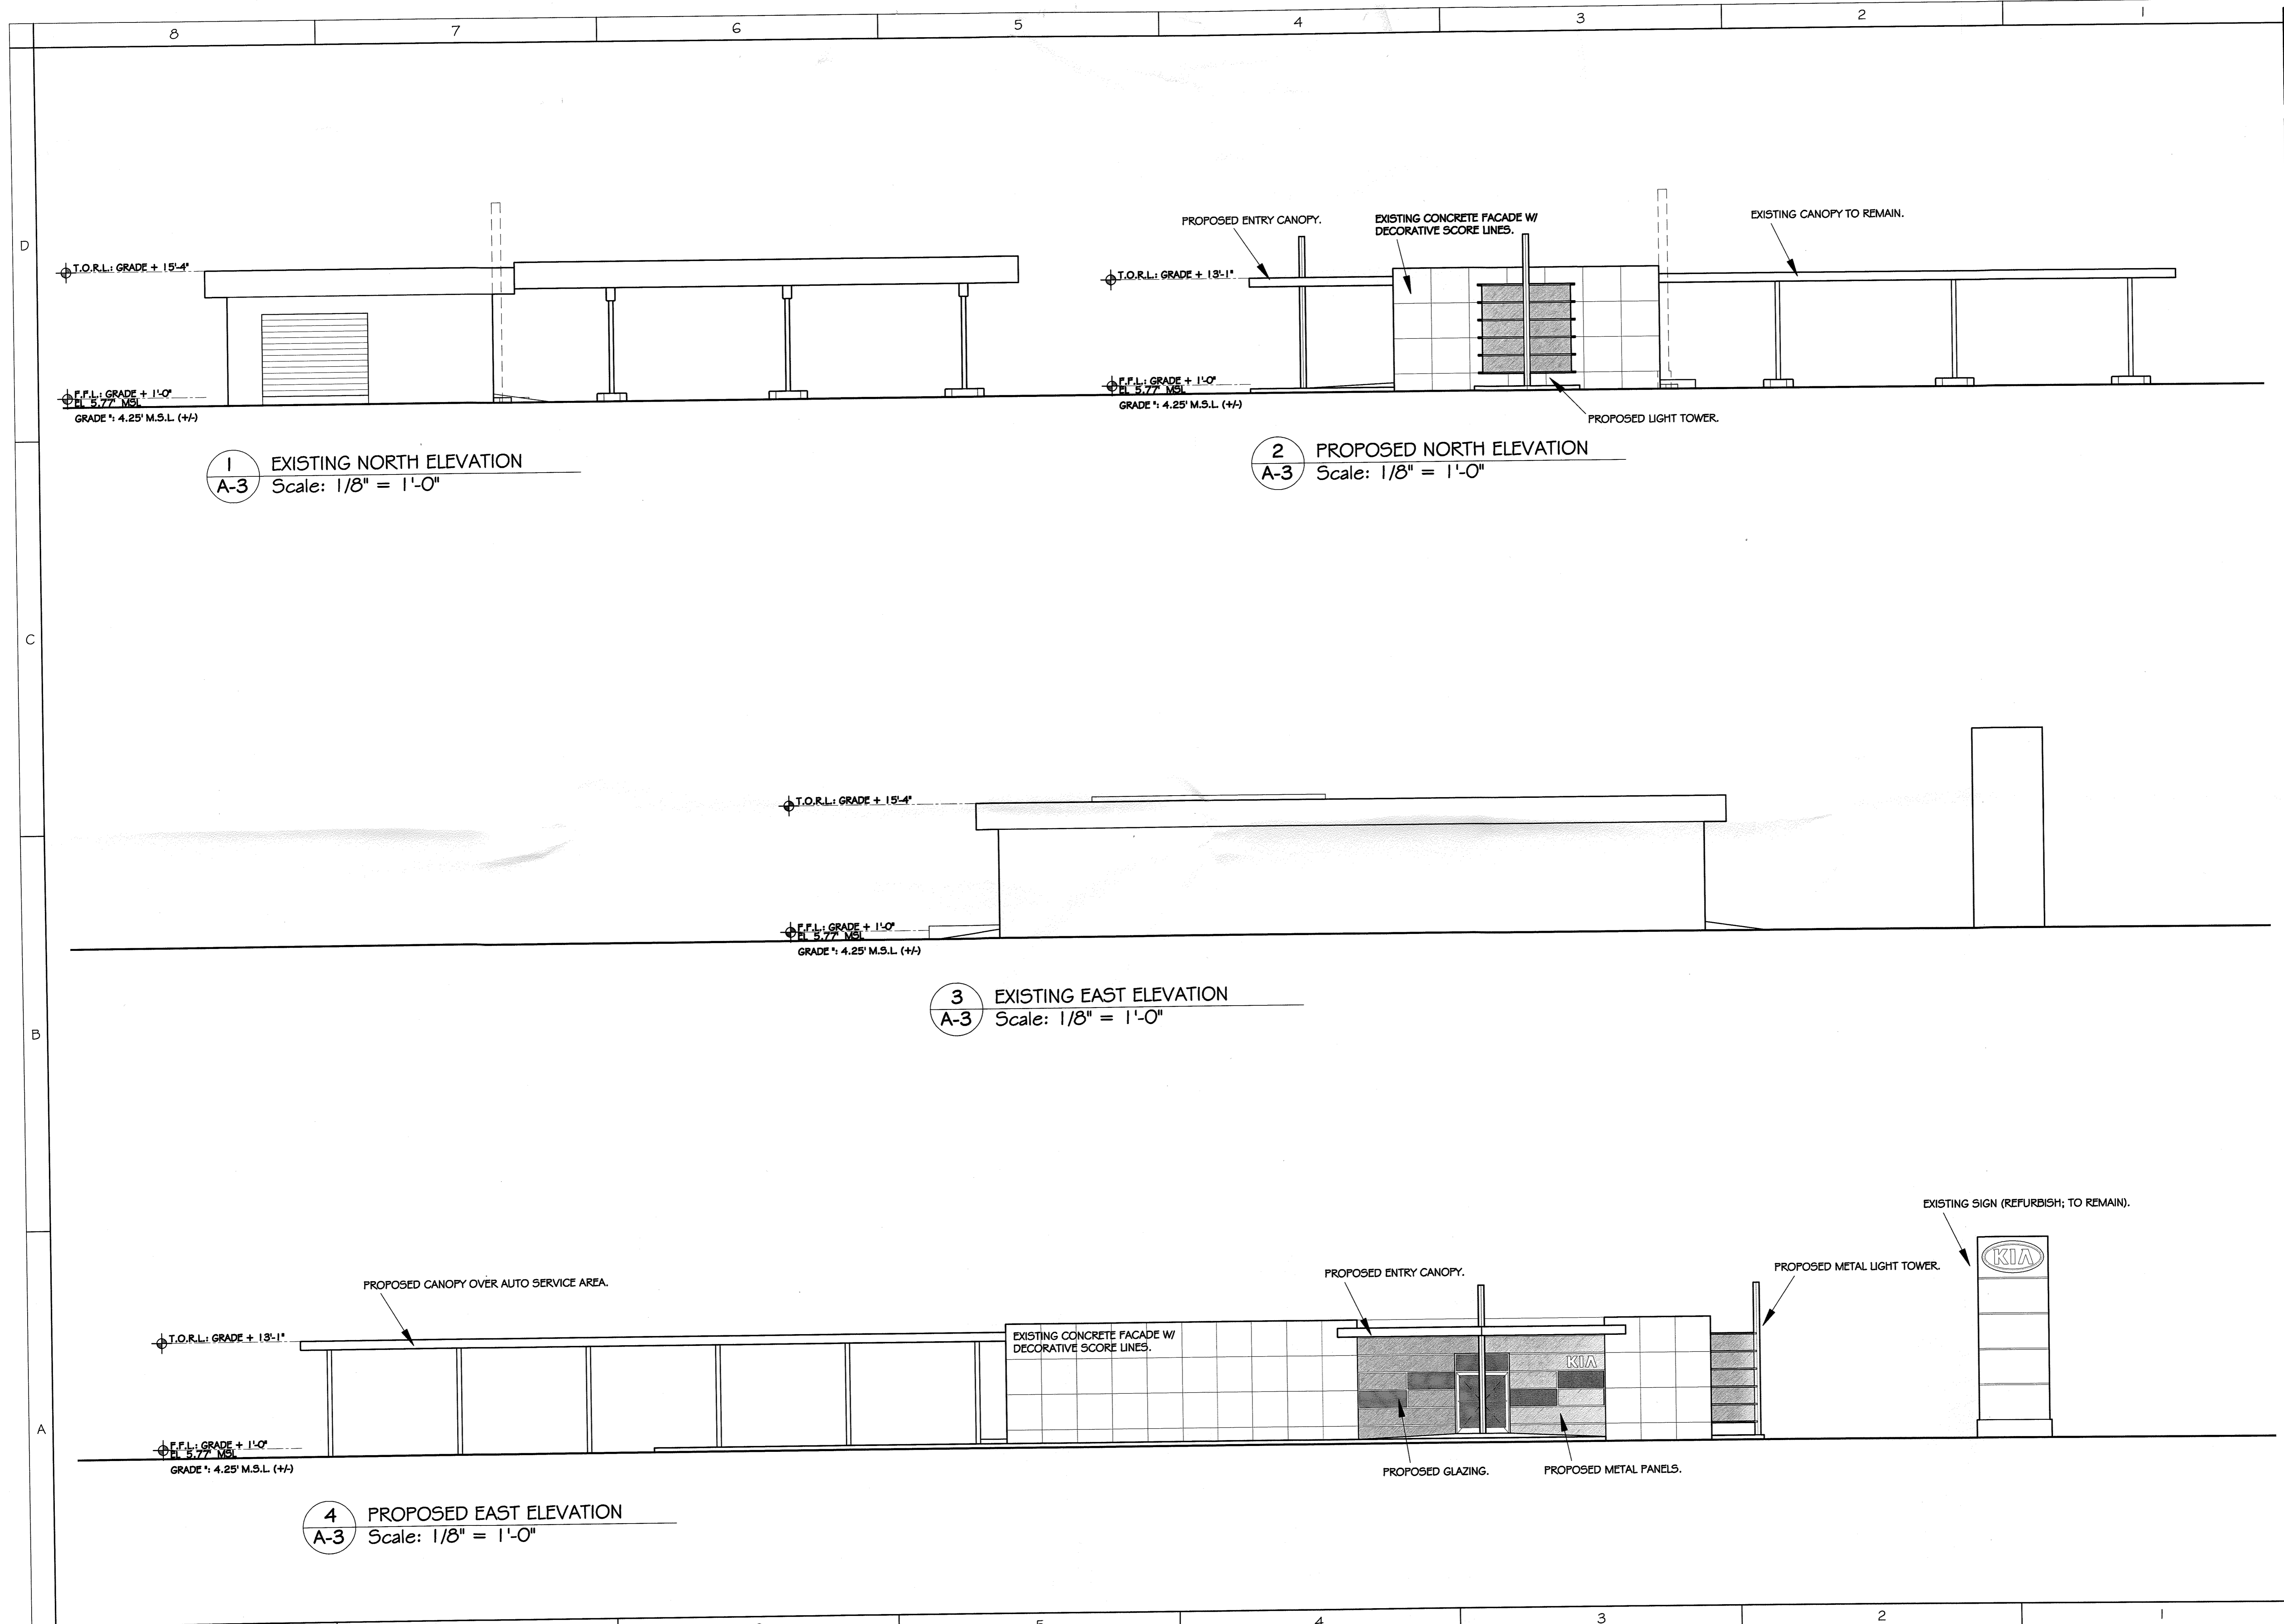 8 7 6 5 4 3 2 1
D
C
B
A
T.O.R.L.: GRADE + 15'-4"
F.F.L.: GRADE + 1'-0"
EL 5.77' MSL
GRADE ": 4.25' M.S.L. (+/-)
1
A-3
EXISTING NORTH ELEVATION
Scale: 1/8" = 1'-0"
PROPOSED ENTRY CANOPY.
EXISTING CONCRETE FACADE W/
DECORATIVE SCORE LINES.
EXISTING CANOPY TO REMAIN.
T.O.R.L.: GRADE + 13'-1"
F.F.L.: GRADE + 1'-0"
EL 5.77' MSL
GRADE ": 4.25' M.S.L. (+/-)
PROPOSED LIGHT TOWER.
2
A-3
PROPOSED NORTH ELEVATION
Scale: 1/8" = 1'-0"
T.O.R.L.: GRADE + 15'-4"
F.F.L.: GRADE + 1'-0"
EL 5.77' MSL
GRADE ": 4.25' M.S.L. (+/-)
3
A-3
EXISTING EAST ELEVATION
Scale: 1/8" = 1'-0"
EXISTING SIGN (REFURBISH; TO REMAIN).
KIA
PROPOSED METAL LIGHT TOWER.
PROPOSED ENTRY CANOPY.
PROPOSED CANOPY OVER AUTO SERVICE AREA.
T.O.R.L.: GRADE + 13'-1"
EXISTING CONCRETE FACADE W/
DECORATIVE SCORE LINES.
KIA
F.F.L.: GRADE + 1'-0"
EL 5.77' MSL
GRADE ": 4.25' M.S.L. (+/-)
PROPOSED GLAZING.
PROPOSED METAL PANELS.
4
A-3
PROPOSED EAST ELEVATION
Scale: 1/8" = 1'-0"
5 4 3 2 1